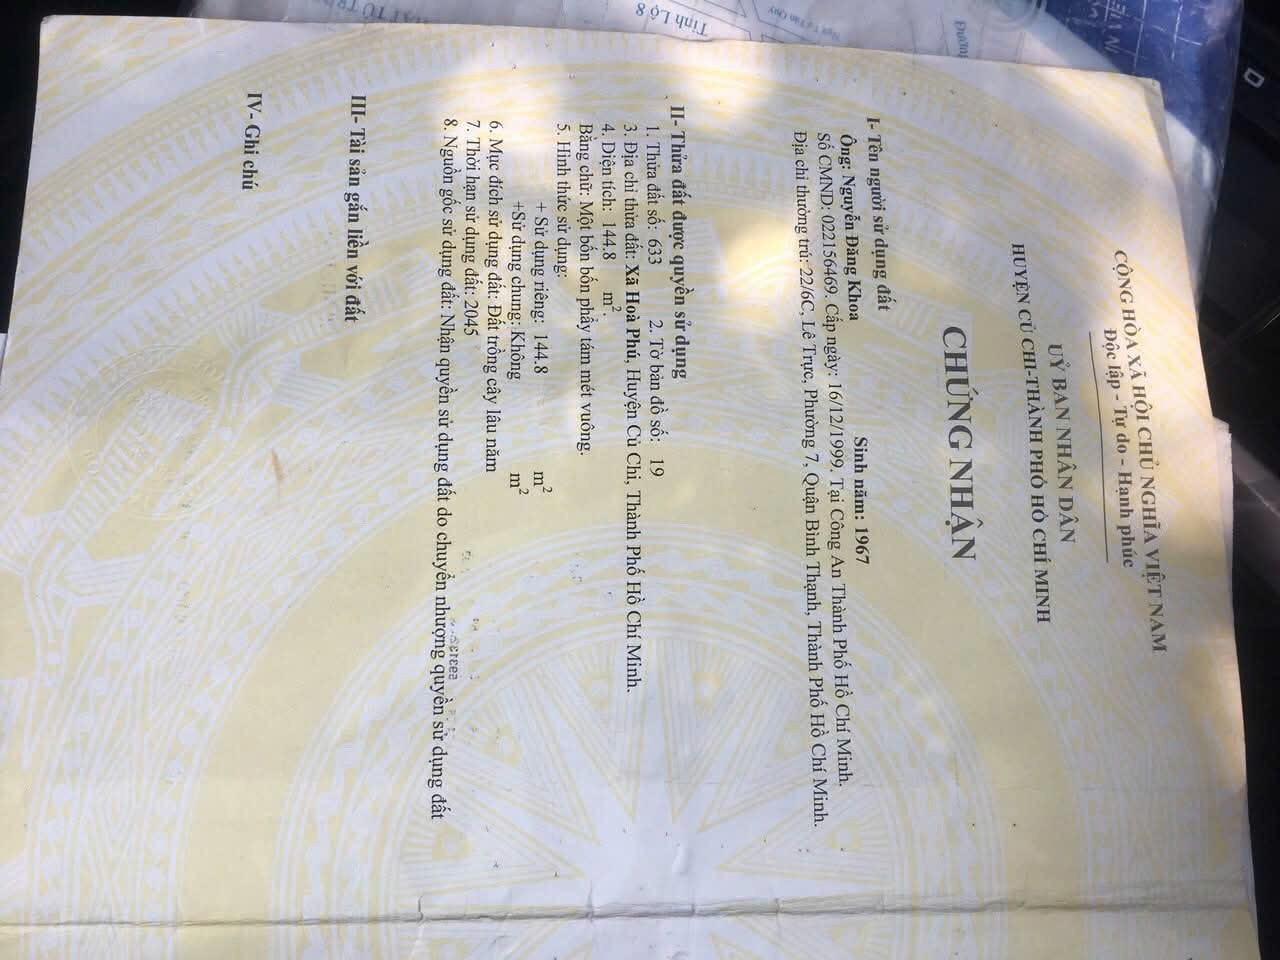 CỘNG HÒA XÃ HỘI CHỦ NGHĨA VIỆT NAM
Độc lập - Tự do - Hạnh phúc
UỶ BAN NHÂN DÂN
HUYỆN CỦ CHI-THÀNH PHỐ HỒ CHÍ MINH
CHỨNG NHẬN
I- Tên người sử dụng đất
Ông: Nguyễn Đăng Khoa Sinh năm: 1967
Số CMND: 022156469. Cấp ngày: 16/12/1999. Tại Công An Thành Phố Hồ Chí Minh.
Địa chỉ thường trú: 22/6C, Lê Trực, Phường 7, Quận Bình Thạnh, Thành Phố Hồ Chí Minh.
II- Thửa đất được quyền sử dụng
1. Thửa đất số: 633 2. Tờ bản đồ số: 19
3. Địa chỉ thửa đất: Xã Hoà Phú, Huyện Củ Chi, Thành Phố Hồ Chí Minh.
4. Diện tích: 144.8 m².
Bằng chữ: Một bốn bốn phẩy tám mét vuông.
5. Hình thức sử dụng:
+ Sử dụng riêng: 144.8 m²
+Sử dụng chung: Không m²
6. Mục đích sử dụng đất: Đất trồng cây lâu năm
7. Thời hạn sử dụng đất: 2045
8. Nguồn gốc sử dụng đất: Nhận quyền sử dụng đất do chuyển nhượng quyền sử dụng đất
III- Tài sản gắn liền với đất
IV- Ghi chú
Tỉnh Lộ 8